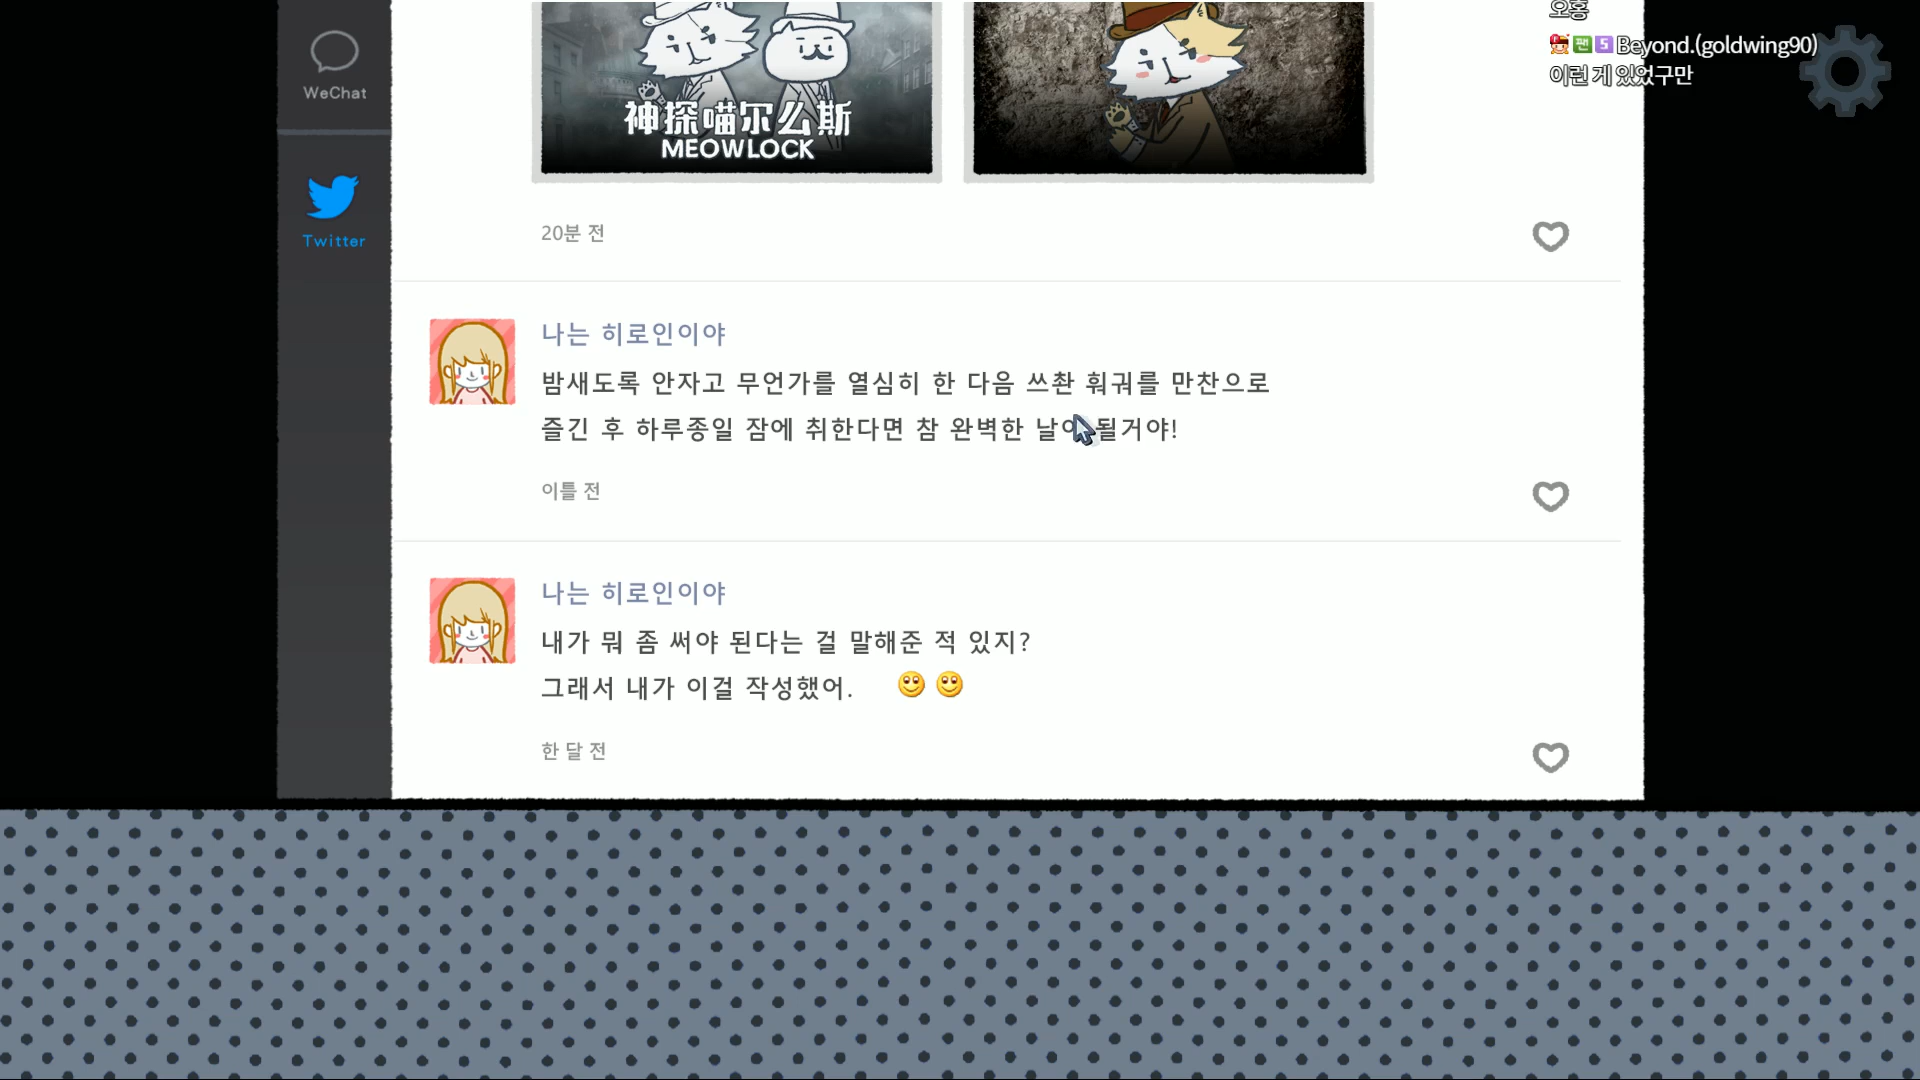 오홍
팬 5 Beyond.(goldwing90)
이런 게 있었구만
WeChat
Twitter
神探喵尔么斯
MEOWLOCK
20분 전
나는 히로인이야
밤새도록 안자고 무언가를 열심히 한 다음 쓰촨 훠궈를 만찬으로
즐긴 후 하루종일 잠에 취한다면 참 완벽한 날이 될거야!
이틀 전
나는 히로인이야
내가 뭐 좀 써야 된다는 걸 말해준 적 있지?
그래서 내가 이걸 작성했어.
한 달 전